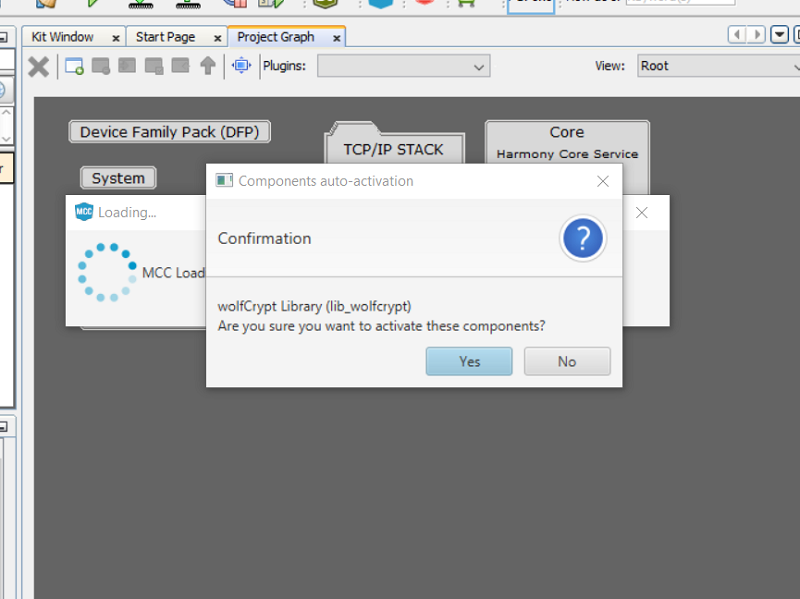 Kit Window
Start Page
Project Graph
Plugins:
View:
Root
Device Family Pack (DFP)
System
TCP/IP STACK
Core
Harmony Core Service
MCC
Loading...
MCC Load
Components auto-activation
Confirmation
?
wolfCrypt Library (lib_wolfcrypt)
Are you sure you want to activate these components?
Yes
No